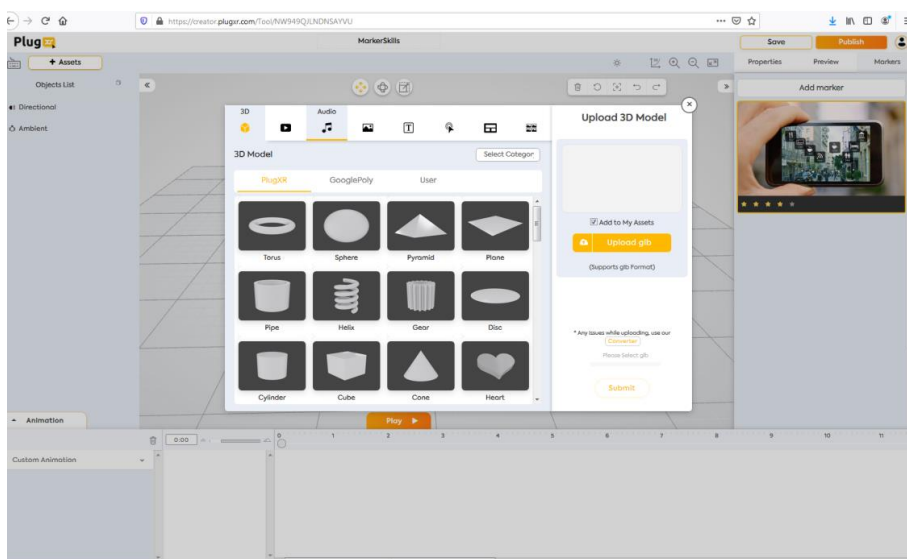 https://creator.plugxr.com/Tool/NW949QJLNDNSAYVU
Plug XR
MarkerSkills
Save
Publish
+ Assets
Properties
Preview
Markers
Objects List
Add marker
Directional
Ambient
3D
Audio
Upload 3D Model
3D Model
Select Categor
PlugXR
GooglePoly
User
Add to My Assets
Upload glb
(Supports glb Format)
Torus
Sphere
Pyramid
Plane
Pipe
Helix
Gear
Disc
* Any issues while uploading, use our
Converter
Please Select glb
Cylinder
Cube
Cone
Heart
Submit
Animation
Play
0:00
0 1 2 3 4 5 6 7 8 9 10 11
Custom Animation